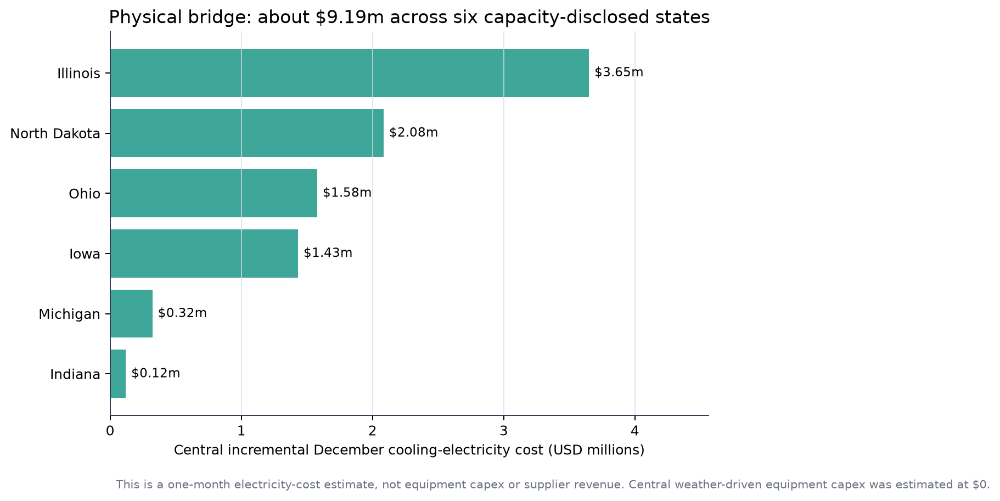 Physical bridge: about $9.19m across six capacity-disclosed states
Illinois
$3.65m
North Dakota
$2.08m
Ohio
$1.58m
Iowa
$1.43m
Michigan
$0.32m
Indiana
$0.12m
0 1 2 3 4
Central incremental December cooling-electricity cost (USD millions)
This is a one-month electricity-cost estimate, not equipment capex or supplier revenue. Central weather-driven equipment capex was estimated at $0.